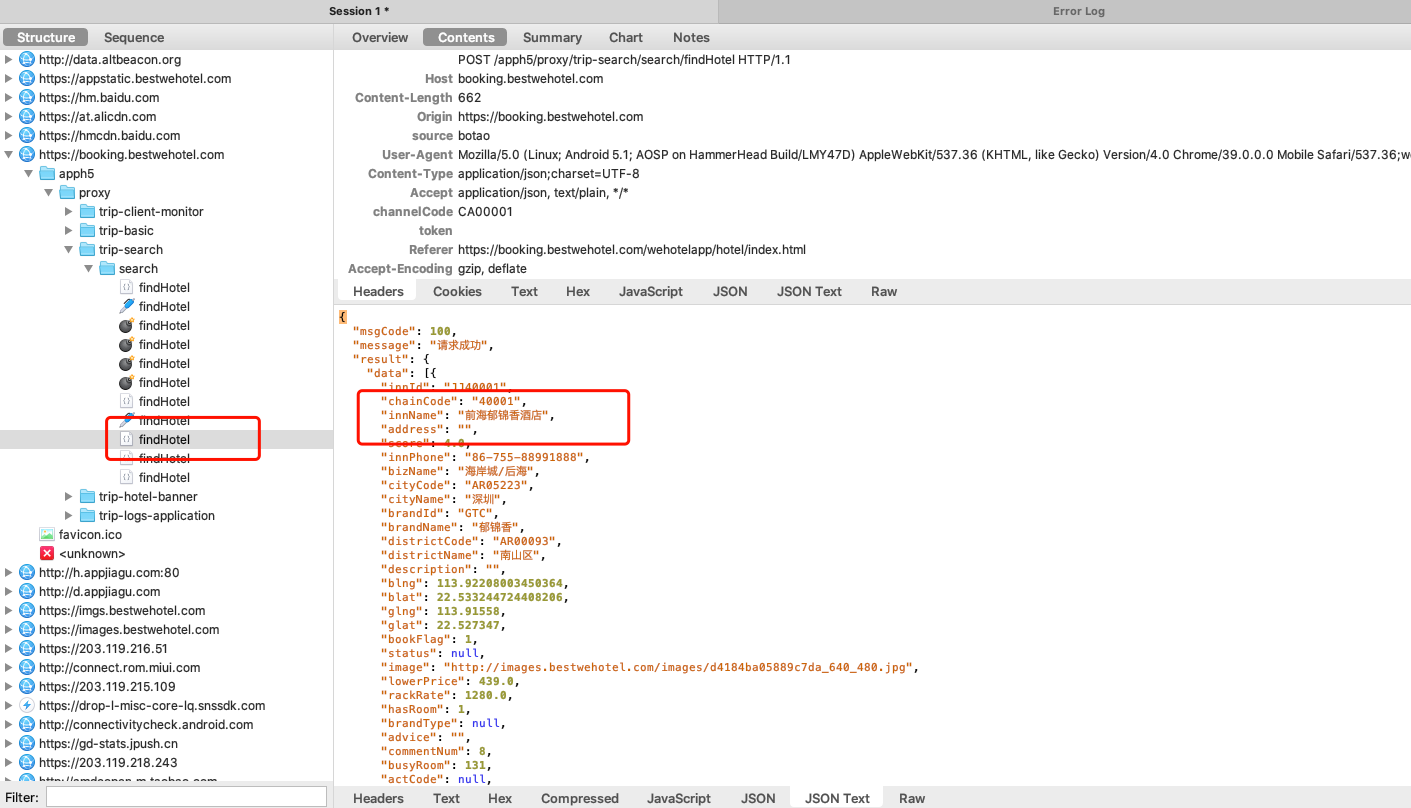 Session 1 *
Error Log
Structure
Sequence
Overview
Contents
Summary
Chart
Notes
http://data.altbeacon.org
https://appstatic.bestwehotel.com
https://hm.baidu.com
https://at.alicdn.com
https://hmcdn.baidu.com
https://booking.bestwehotel.com
apph5
proxy
trip-client-monitor
trip-basic
trip-search
search
findHotel
findHotel
findHotel
findHotel
findHotel
findHotel
findHotel
findHotel
findHotel
findHotel
findHotel
trip-hotel-banner
trip-logs-application
favicon.ico
<unknown>
http://h.appjiagu.com:80
http://d.appjiagu.com
https://imgs.bestwehotel.com
https://images.bestwehotel.com
https://203.119.216.51
http://connect.rom.miui.com
https://203.119.215.109
https://drop-l-misc-core-lq.snssdk.com
http://connectivitycheck.android.com
https://gd-stats.jpush.cn
https://203.119.218.243
Filter:
POST /apph5/proxy/trip-search/search/findHotel HTTP/1.1
Host booking.bestwehotel.com
Content-Length 662
Origin https://booking.bestwehotel.com
source botao
User-Agent Mozilla/5.0 (Linux; Android 5.1; AOSP on HammerHead Build/LMY47D) AppleWebKit/537.36 (KHTML, like Gecko) Version/4.0 Chrome/39.0.0.0 Mobile Safari/537.36;w
Content-Type application/json;charset=UTF-8
Accept application/json, text/plain, */*
channelCode CA00001
token
Referer https://booking.bestwehotel.com/wehotelapp/hotel/index.html
Accept-Encoding gzip, deflate
Headers Cookies Text Hex JavaScript JSON JSON Text Raw
{
"msgCode": 100,
"message": "请求成功",
"result": {
"data": [{
"innId": "JJ40001",
"chainCode": "40001",
"innName": "前海郁锦香酒店",
"address": "",
"score": 4.0,
"innPhone": "86-755-88991888",
"bizName": "海岸城/后海",
"cityCode": "AR05223",
"cityName": "深圳",
"brandId": "GTC",
"brandName": "郁锦香",
"districtCode": "AR00093",
"districtName": "南山区",
"description": "",
"blng": 113.92208003450364,
"blat": 22.533244724408206,
"glng": 113.91558,
"glat": 22.527347,
"bookFlag": 1,
"status": null,
"image": "http://images.bestwehotel.com/images/d4184ba05889c7da_640_480.jpg",
"lowerPrice": 439.0,
"rackRate": 1280.0,
"hasRoom": 1,
"brandType": null,
"advice": "",
"commentNum": 8,
"busyRoom": 131,
"actCode": null,
Headers Text Hex Compressed JavaScript JSON JSON Text Raw